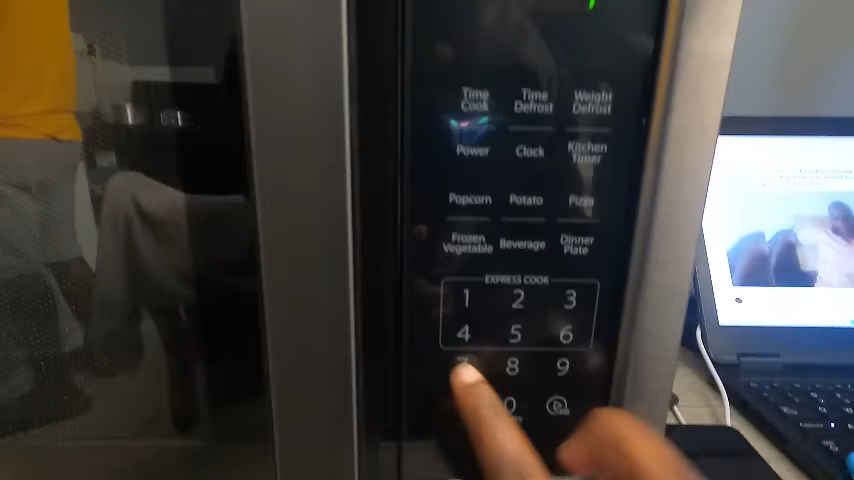 Time Cook
Time Defrost
Weight Defrost
Power
Clock
Kitchen Timer
Popcorn
Potato
Pizza
Frozen Vegetable
Beverage
Dinner Plate
EXPRESS COOK
1 2 3
4 5 6
7 8 9
0